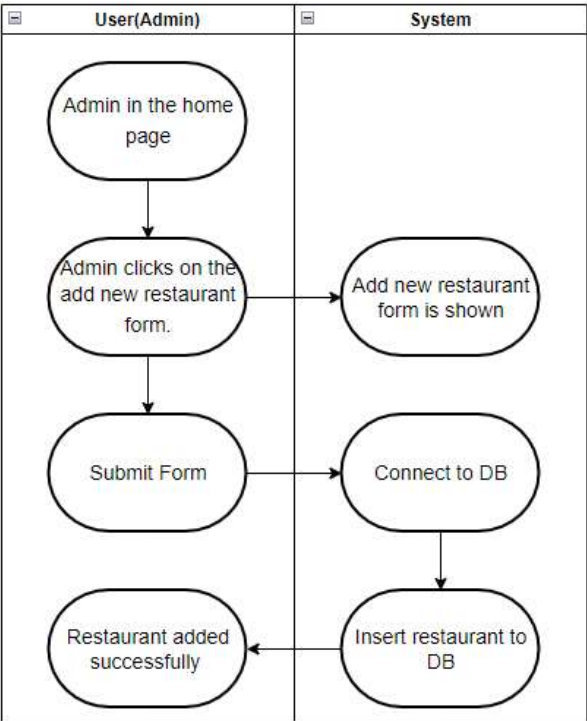 User(Admin)
System
Admin in the home
page
Admin clicks on the
add new restaurant
form.
Add new restaurant
form is shown
Submit Form
Connect to DB
Restaurant added
successfully
Insert restaurant to
DB